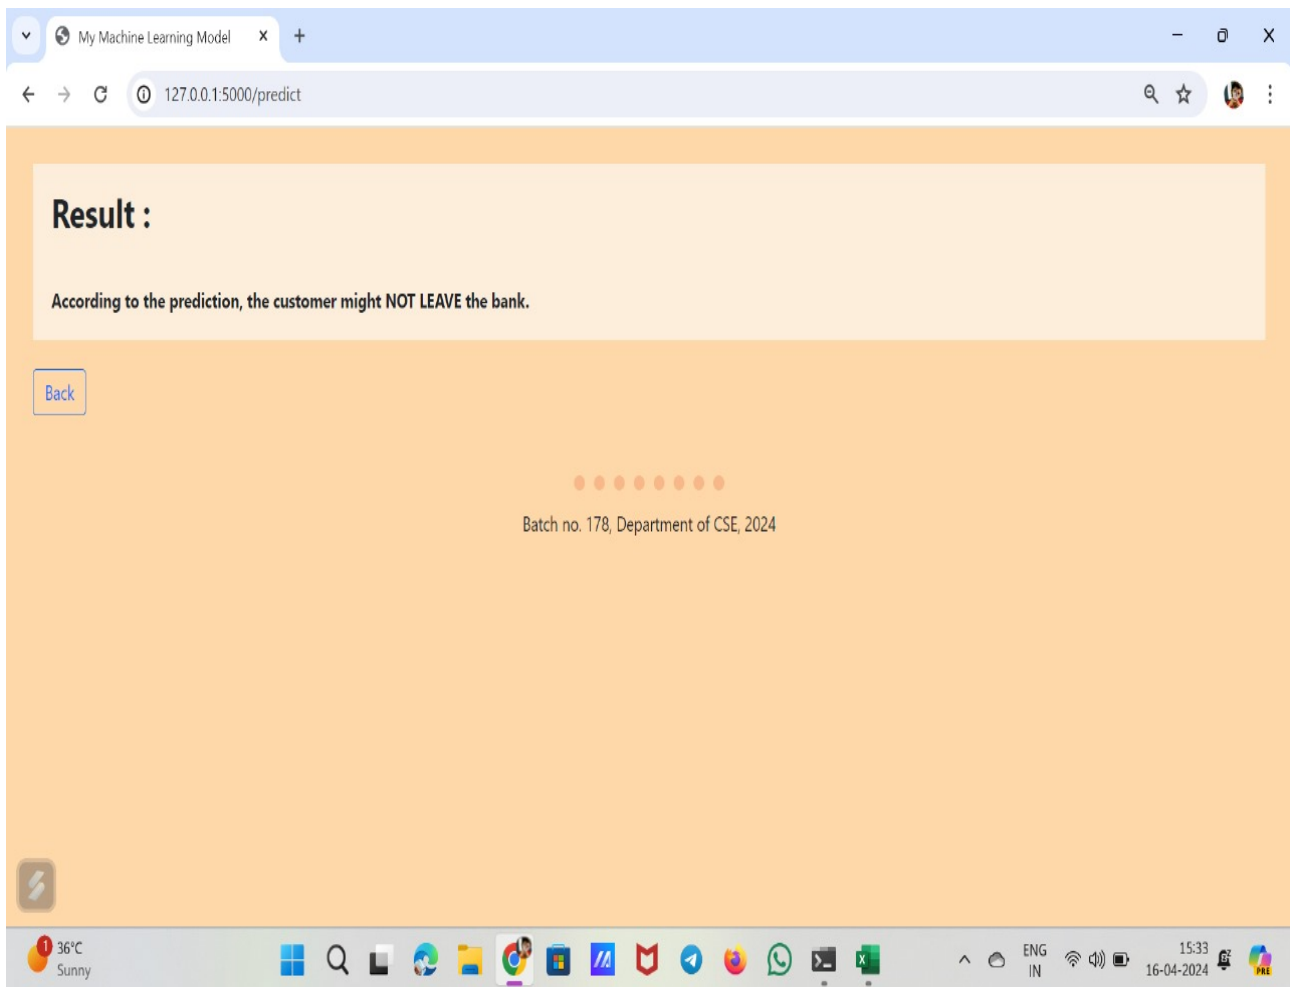 My Machine Learning Model
127.0.0.1:5000/predict
Result :
According to the prediction, the customer might NOT LEAVE the bank.
Back
Batch no. 178, Department of CSE, 2024
1
36°C
Sunny
ENG
IN
15:33
16-04-2024
PRE